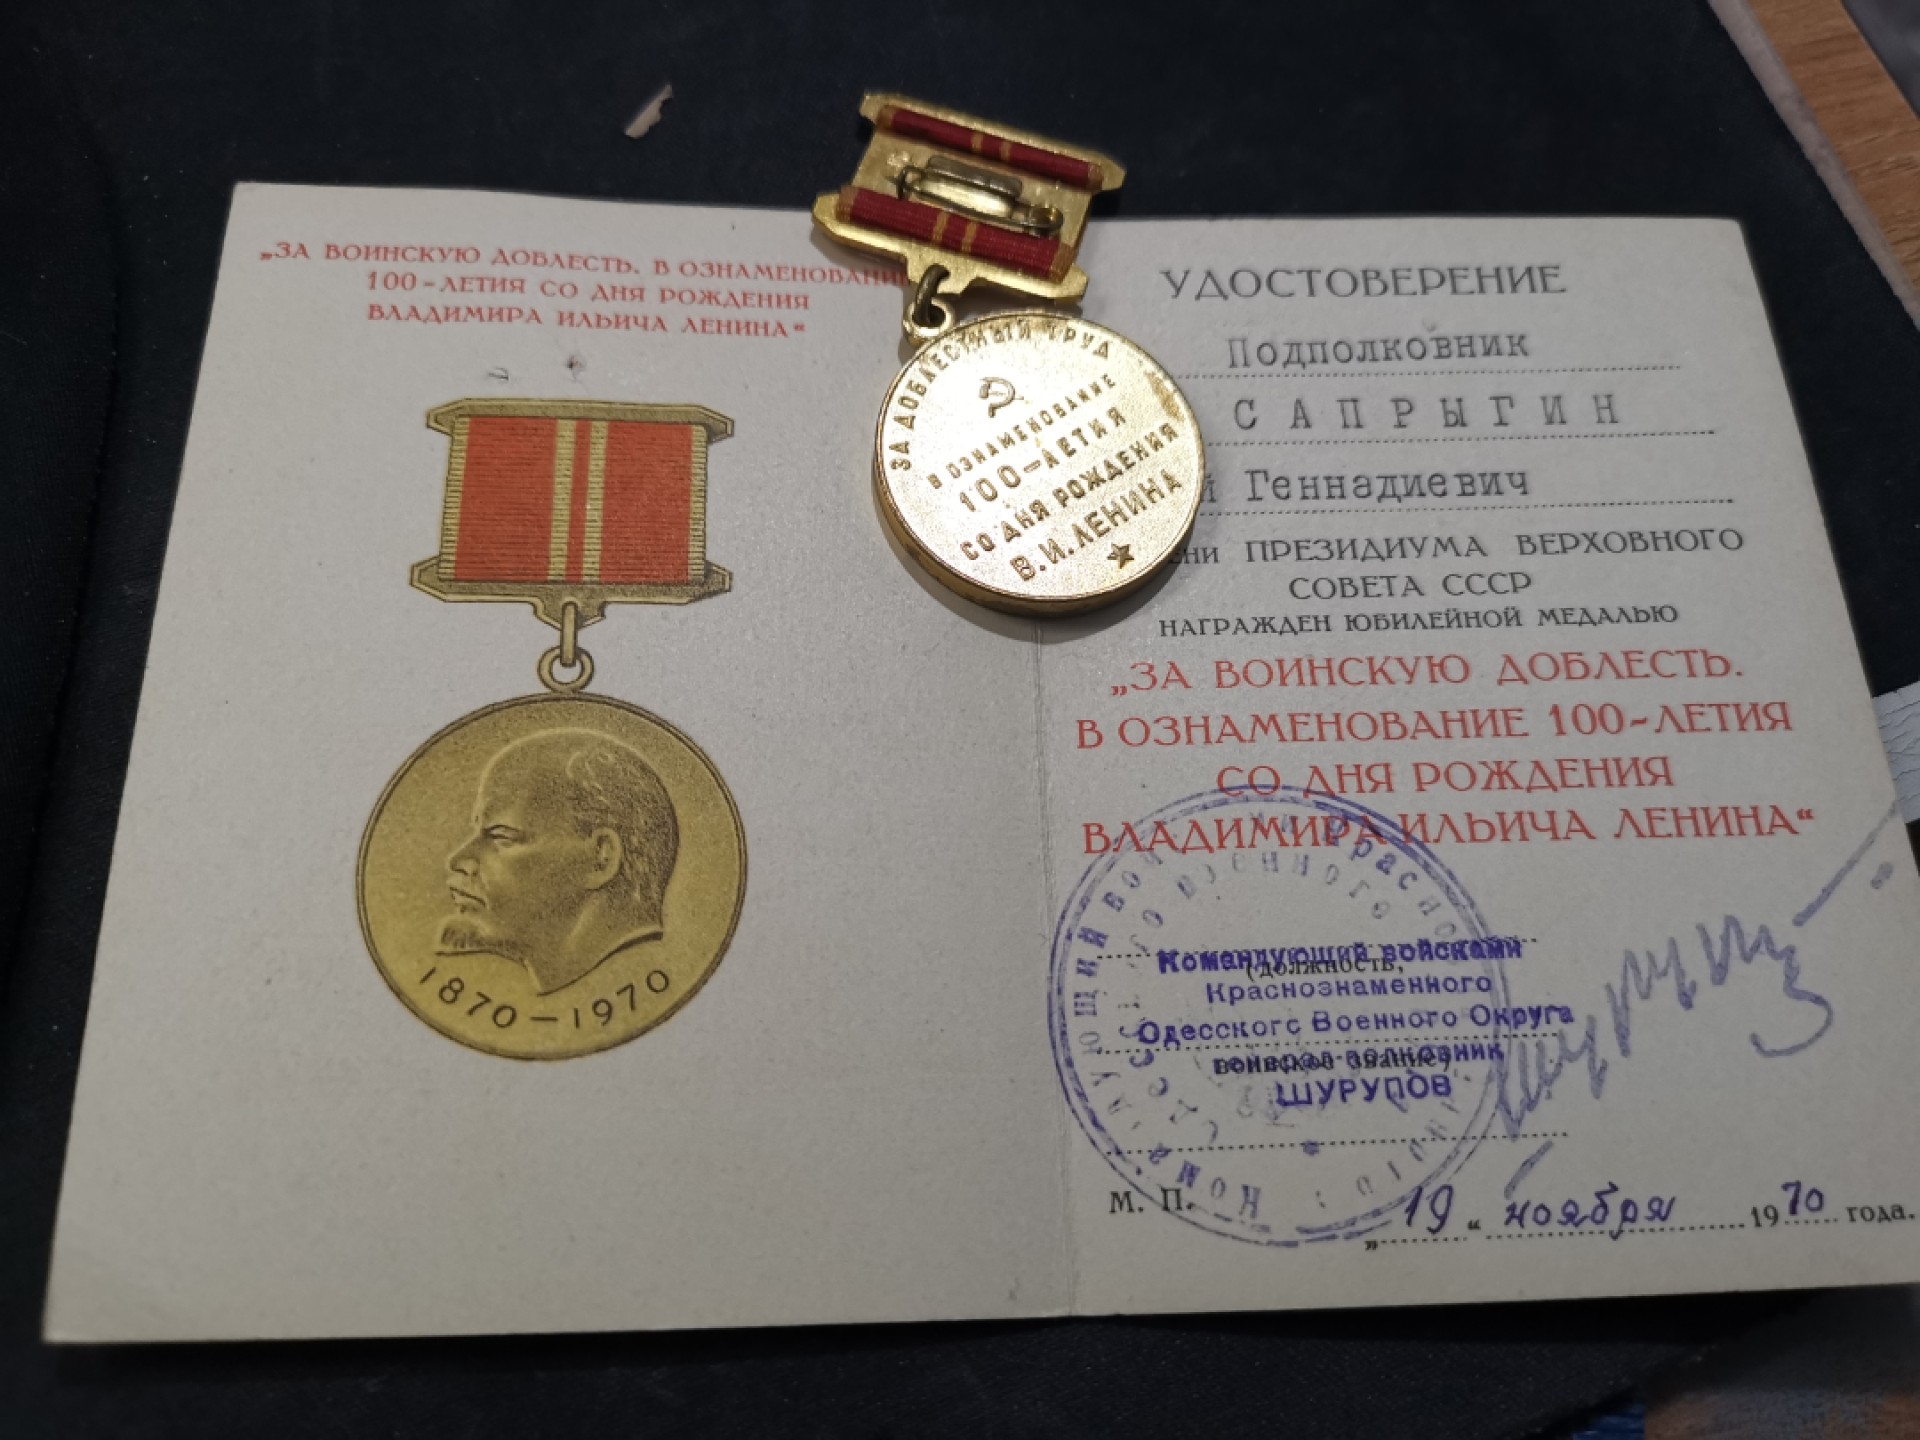 „ЗА ВОИНСКУЮ ДОБЛЕСТЬ. В ОЗНАМЕНОВАНИ
100-ЛЕТИЯ СО ДНЯ РОЖДЕНИЯ
ВЛАДИМИРА ИЛЬИЧА ЛЕНИНА“
1870-1970
ЗА ДОБЛЕСТНЫЙ ТРУД
В ОЗНАМЕНОВАНИЕ
100-ЛЕТИЯ
СО ДНЯ РОЖДЕНИЯ
В.И.ЛЕНИНА
УДОСТОВЕРЕНИЕ
Подполковник
САПРЫГИН
й Геннадиевич
ени ПРЕЗИДИУМА ВЕРХОВНОГО
СОВЕТА СССР
НАГРАЖДЕН ЮБИЛЕЙНОЙ МЕДАЛЬЮ
„ЗА ВОИНСКУЮ ДОБЛЕСТЬ.
В ОЗНАМЕНОВАНИЕ 100-ЛЕТИЯ
СО ДНЯ РОЖДЕНИЯ
ВЛАДИМИРА ИЛЬИЧА ЛЕНИНА“
Командующий войсками
(должность,
Краснознаменного
Одесского Военного Округа
генерал-полковник
воинское звание)
ШУРУПОВ
М. П.
„19“ ноября 1970 года.